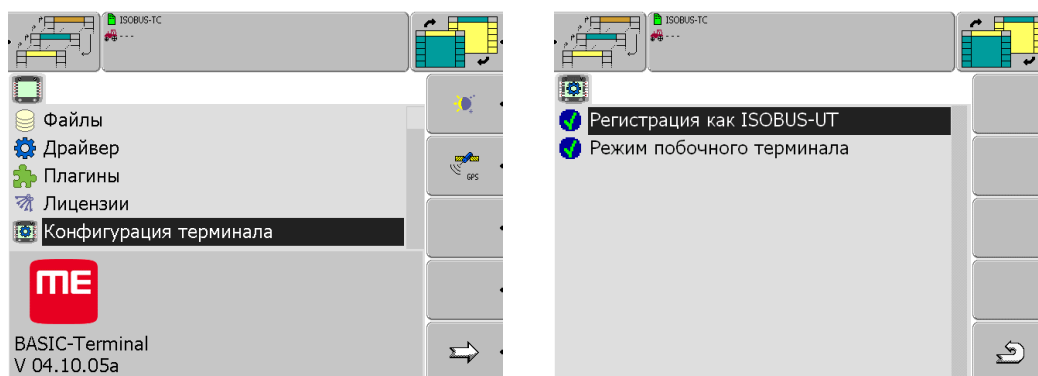 ISOBUS-TC
---
GPS
Файлы
Драйвер
Плагины
Лицензии
Конфигурация терминала
ME
BASIC-Terminal
V 04.10.05a
ISOBUS-TC
---
Регистрация как ISOBUS-UT
Режим побочного терминала